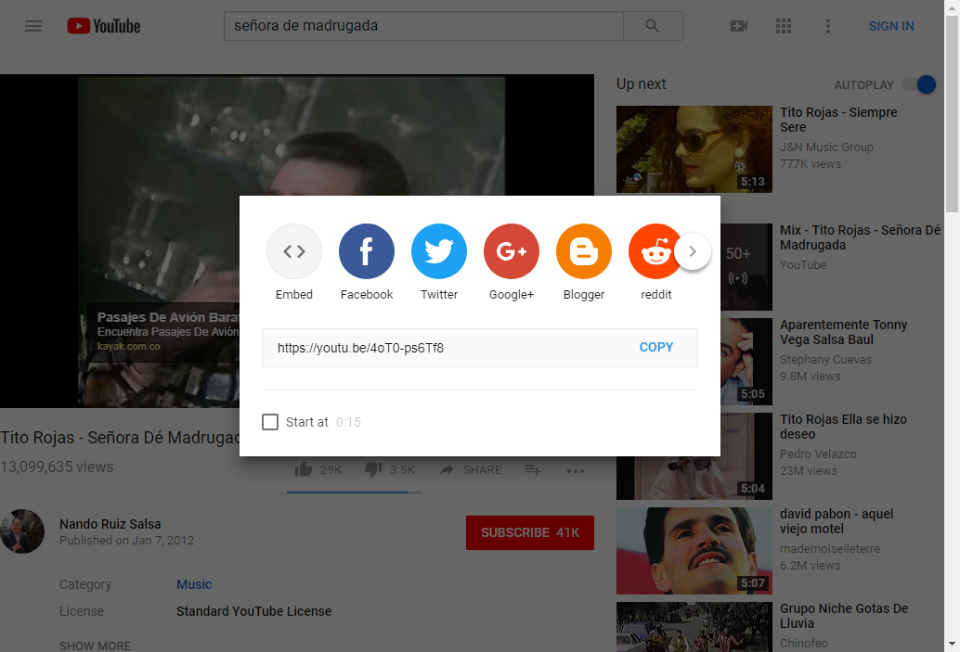 YouTube
señora de madrugada
SIGN IN
Up next
AUTOPLAY
Tito Rojas - Siempre
Sere
J&N Music Group
777K views
5:13
50+
Mix - Tito Rojas - Señora Dé
Madrugada
YouTube
Aparentemente Tonny
Vega Salsa Baul
Stephany Cuevas
9.8M views
5:05
Tito Rojas Ella se hizo
deseo
Pedro Velazco
23M views
5:04
david pabon - aquel
viejo motel
mademoiselleterre
6.2M views
5:07
Grupo Niche Gotas De
Lluvia
Chinofeo
Embed
Facebook
Twitter
G+
Google+
Blogger
reddit
https://youtu.be/4oT0-ps6Tf8
COPY
Start at 0:15
Pasajes De Avión
Encuentra Pasajes De Avión
kayak.com.co
Tito Rojas - Señora Dé
13,099,635 views
29K
3.5K
SHARE
Nando Ruiz Salsa
Published on Jan 7, 2012
SUBSCRIBE 41K
Category
Music
License
Standard YouTube License
SHOW MORE